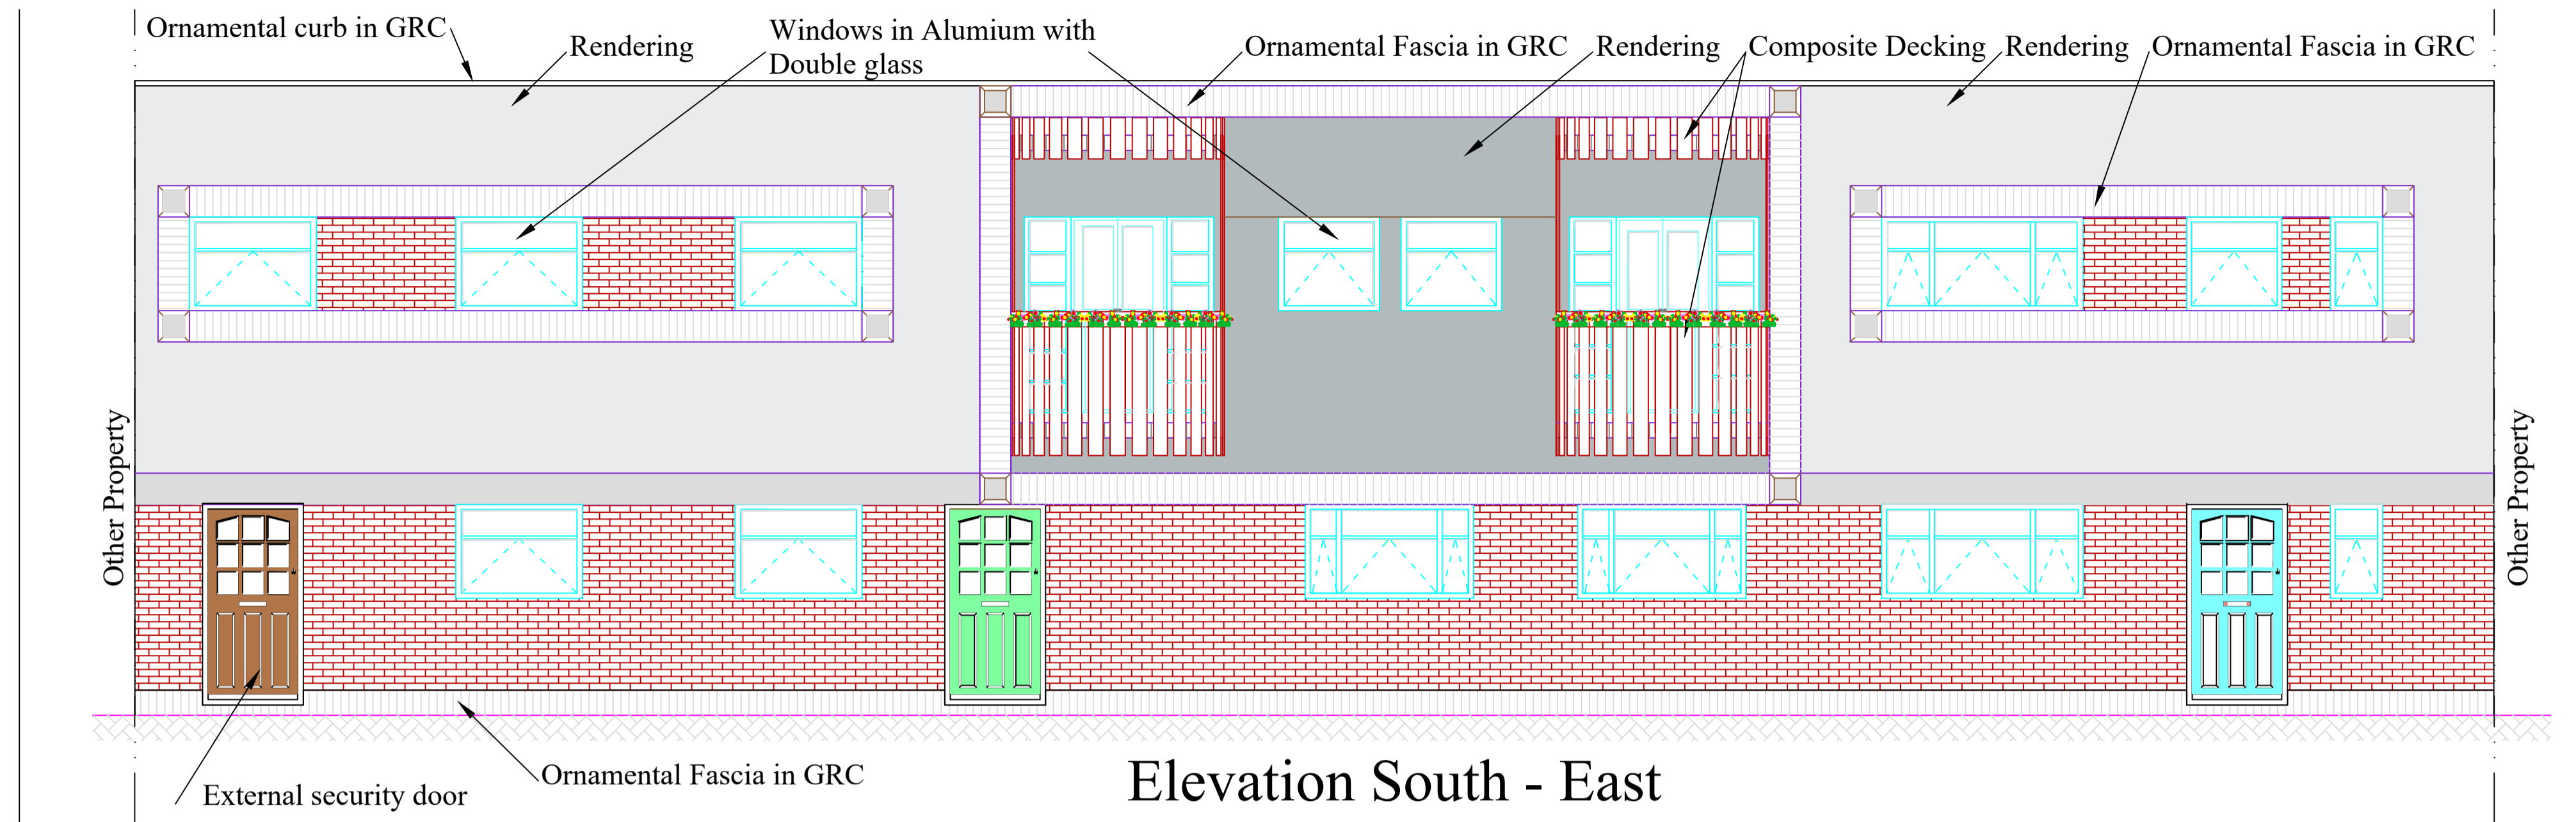 Ornamental curb in GRC
Rendering
Windows in Alumium with
Double glass
Ornamental Fascia in GRC
Rendering
Composite Decking
Rendering
Ornamental Fascia in GRC
Other Property
Other Property
External security door
Ornamental Fascia in GRC
Elevation South - East